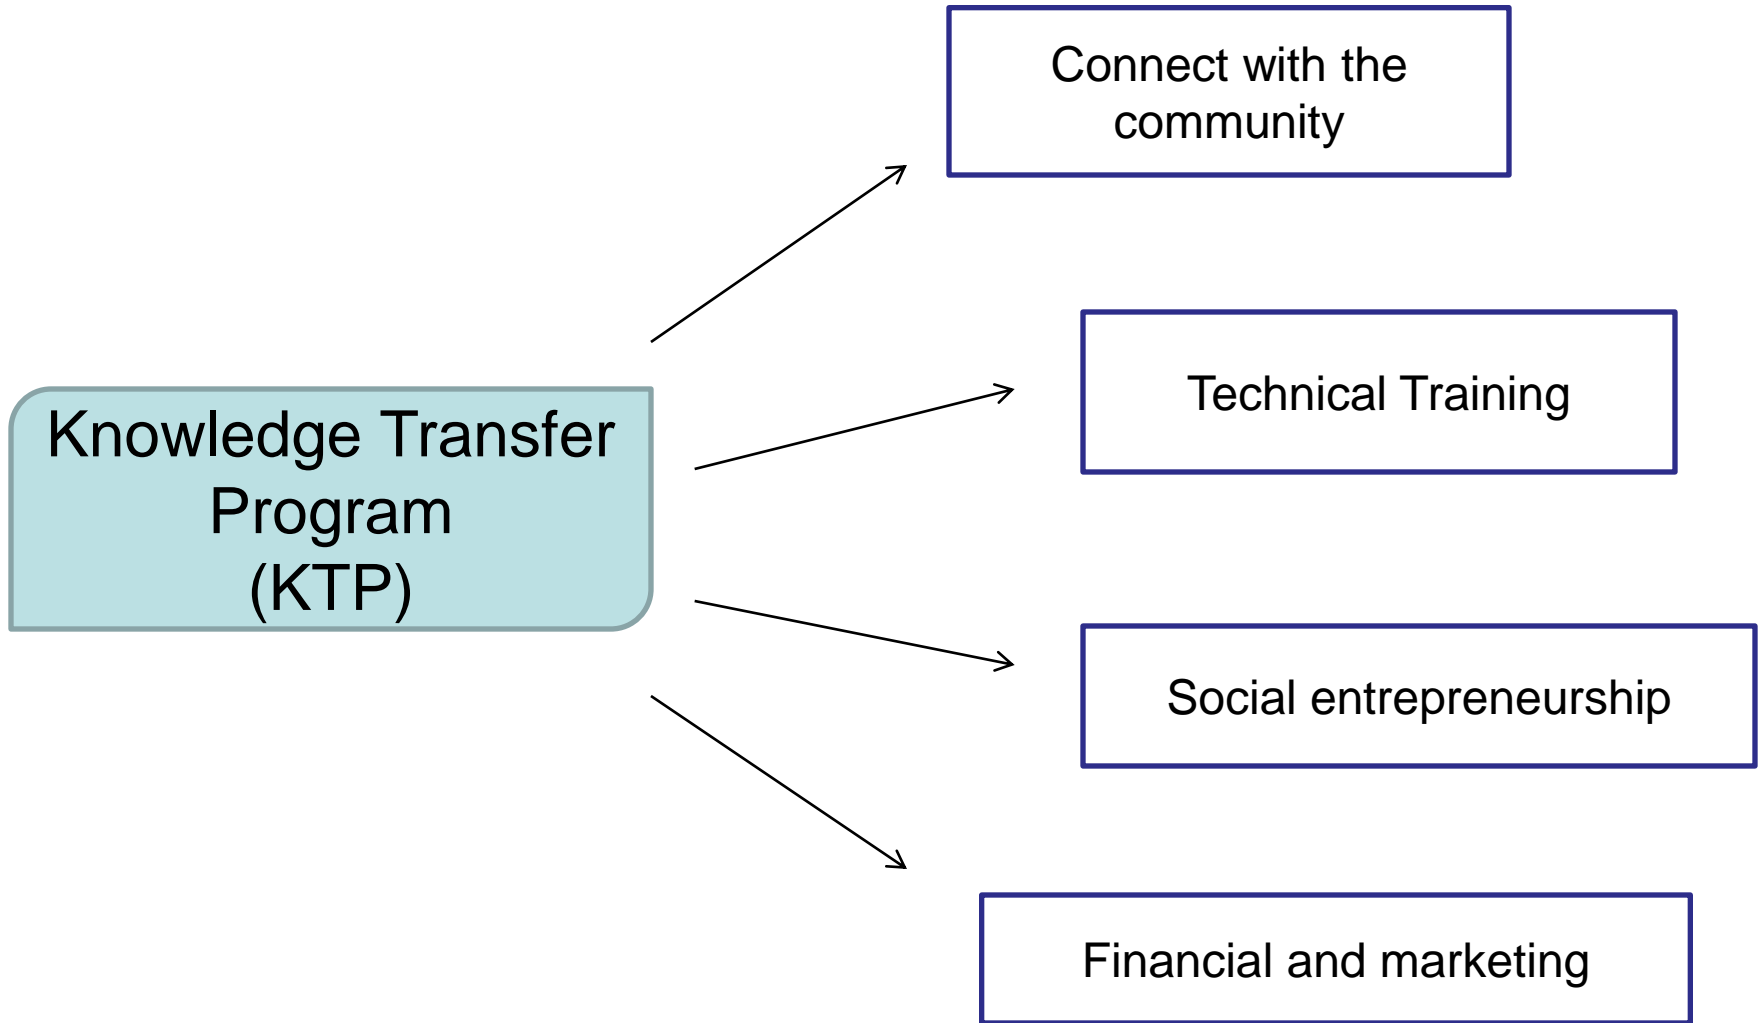 Connect with the
community
Technical Training
Knowledge Transfer
Program
(KTP)
Social entrepreneurship
Financial and marketing